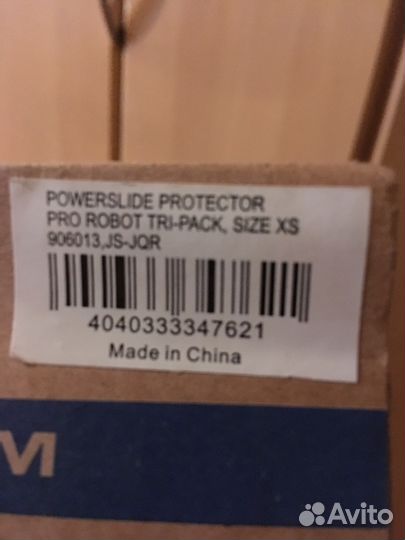 POWERSLIDE PROTECTOR
PRO ROBOT TRI-PACK, SIZE XS
906013,JS-JQR
4040333347621
Made in China
M
Avito